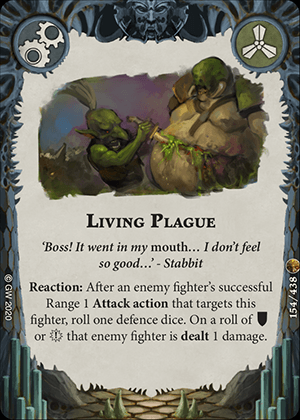 LIVING PLAGUE
‘Boss! It went in my mouth… I don’t feel
so good…’ - Stabbit
Reaction: After an enemy fighter’s successful
Range 1 Attack action that targets this
fighter, roll one defence dice. On a roll of
or that enemy fighter is dealt 1 damage.
© GW 2020
154/438